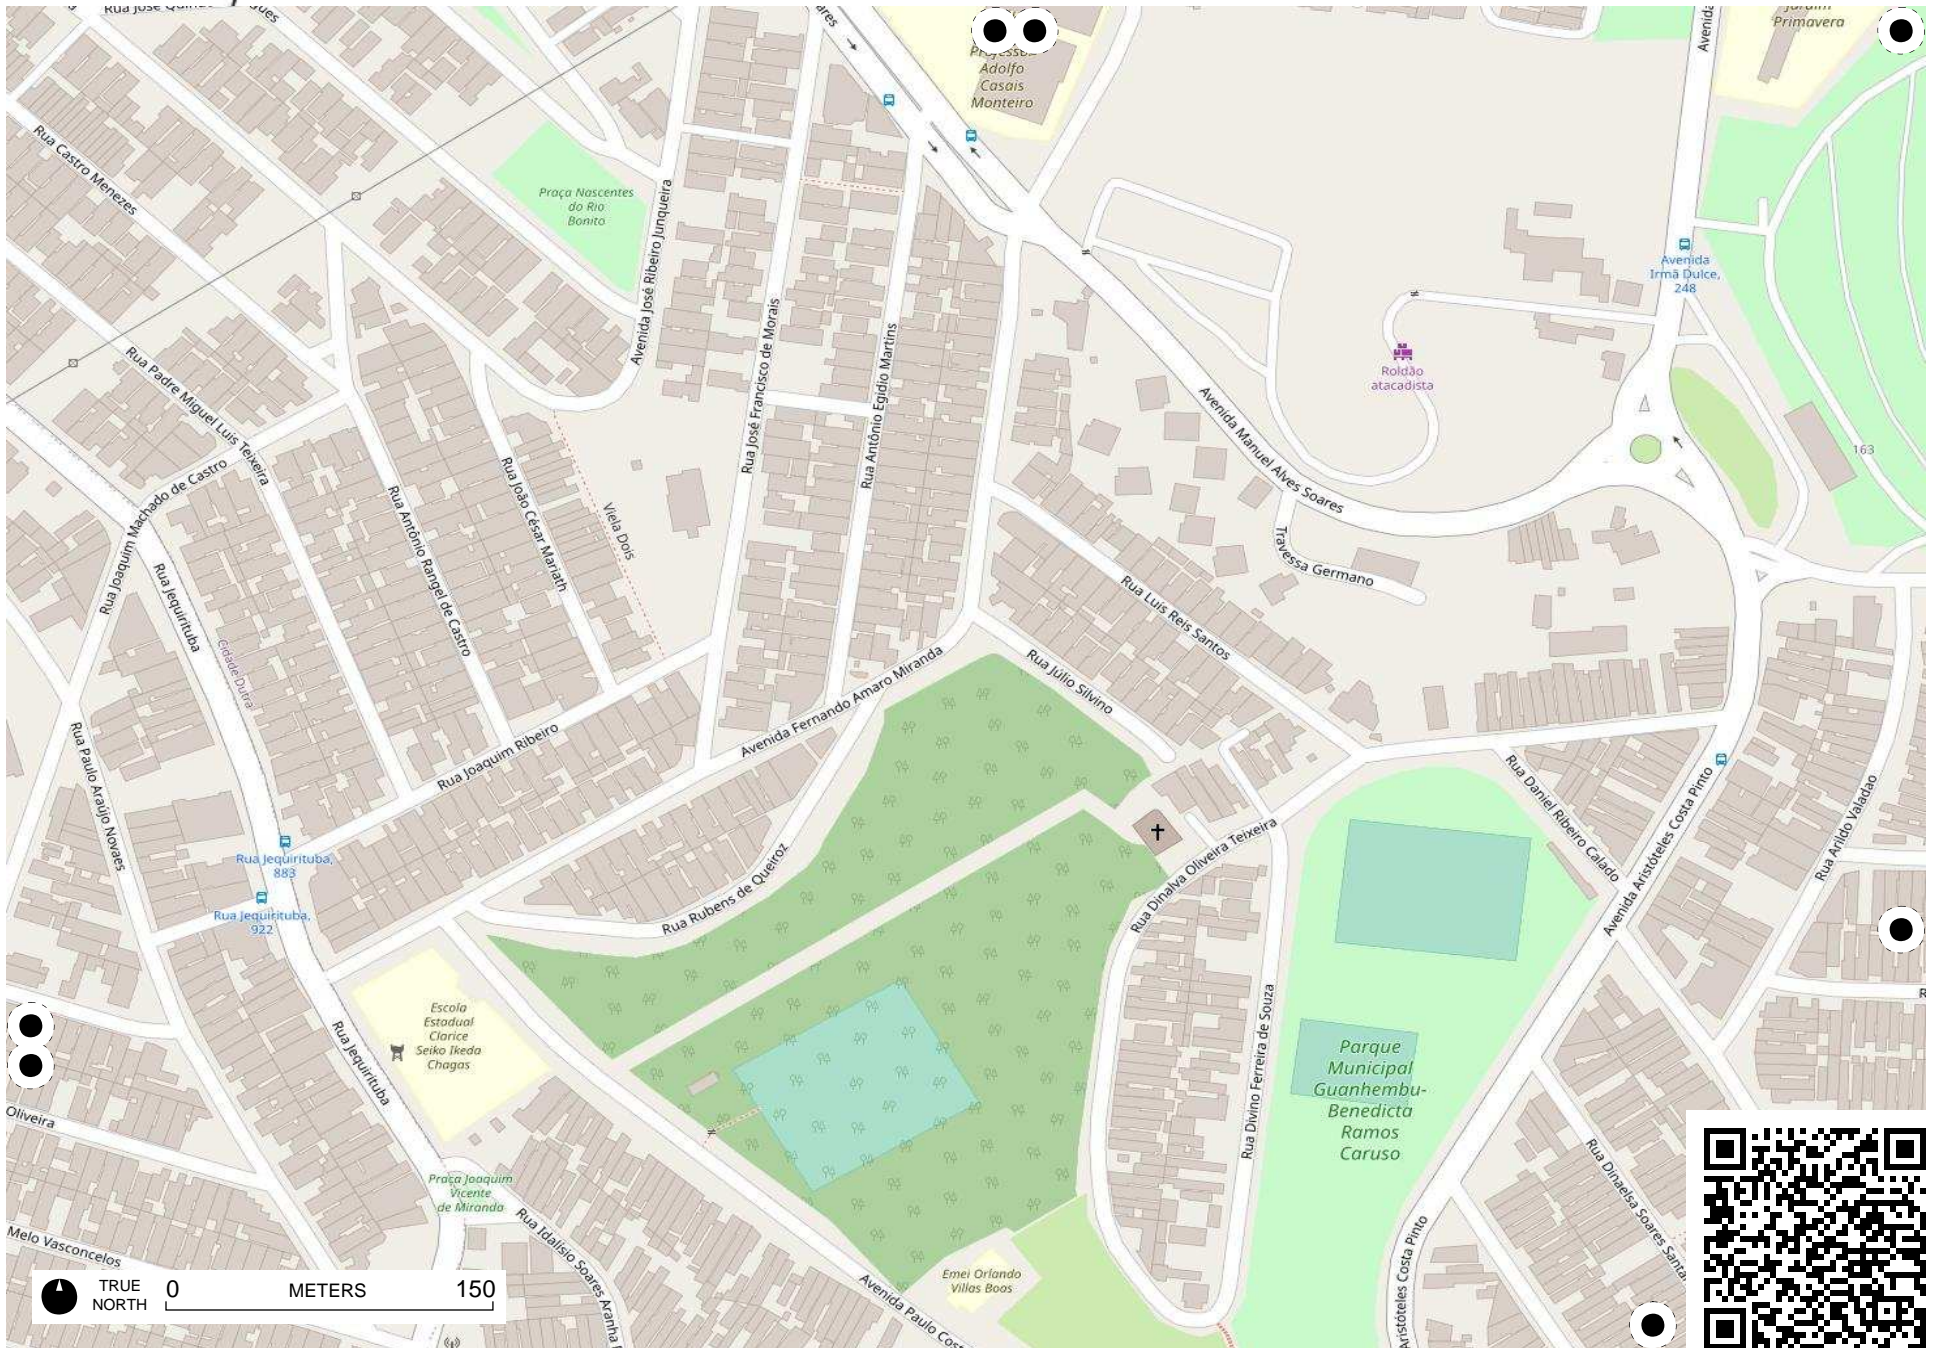 Rua José
ares
Avenida
Jardim
Primavera
Professor
Adolfo
Casais
Monteiro
Rua Castro Menezes
Praça Nascentes
do Rio
Bonito
Avenida José Ribeiro Junqueira
Avenida
Irmã Dulce,
248
Rua José Francisco de Morais
Rua Antônio Egídio Martins
Rua Padre Miguel Luis Teixeira
Roldão
atacadista
Avenida Manuel Alves Soares
163
Rua Joaquim Machado de Castro
Rua Antônio Rangel de Castro
Rua João César Mariath
Viela Dois
Travessa Germano
Rua Jequirituba
Rua Luis Reis Santos
Cidade Dutra
Rua Júlio Silvino
Avenida Fernando Amaro Miranda
Rua Joaquim Ribeiro
Rua Paulo Araújo Novaes
Rua Daniel Ribeiro Calado
Avenida Aristóteles Costa Pinto
Rua Arildo Valadao
Rua Jequirituba,
883
Rua Jequirituba,
922
Rua Rubens de Queiroz
Rua Dinalva Oliveira Teixeira
Escola
Estadual
Clarice
Seiko Ikeda
Chagas
Rua Jequirituba
Rua Divino Ferreira de Souza
R
Parque
Municipal
Guanhembu-
Benedicta
Ramos
Caruso
Oliveira
Praça Joaquim
Vicente
de Miranda
Rua Idalísio Soares Aranha
Rua Dinaelsa Soares Santa
Melo Vasconcelos
Emei Orlando
Villas Boas
Avenida Paulo Cos
Aristóteles Costa Pinto
TRUE
NORTH
0 METERS 150